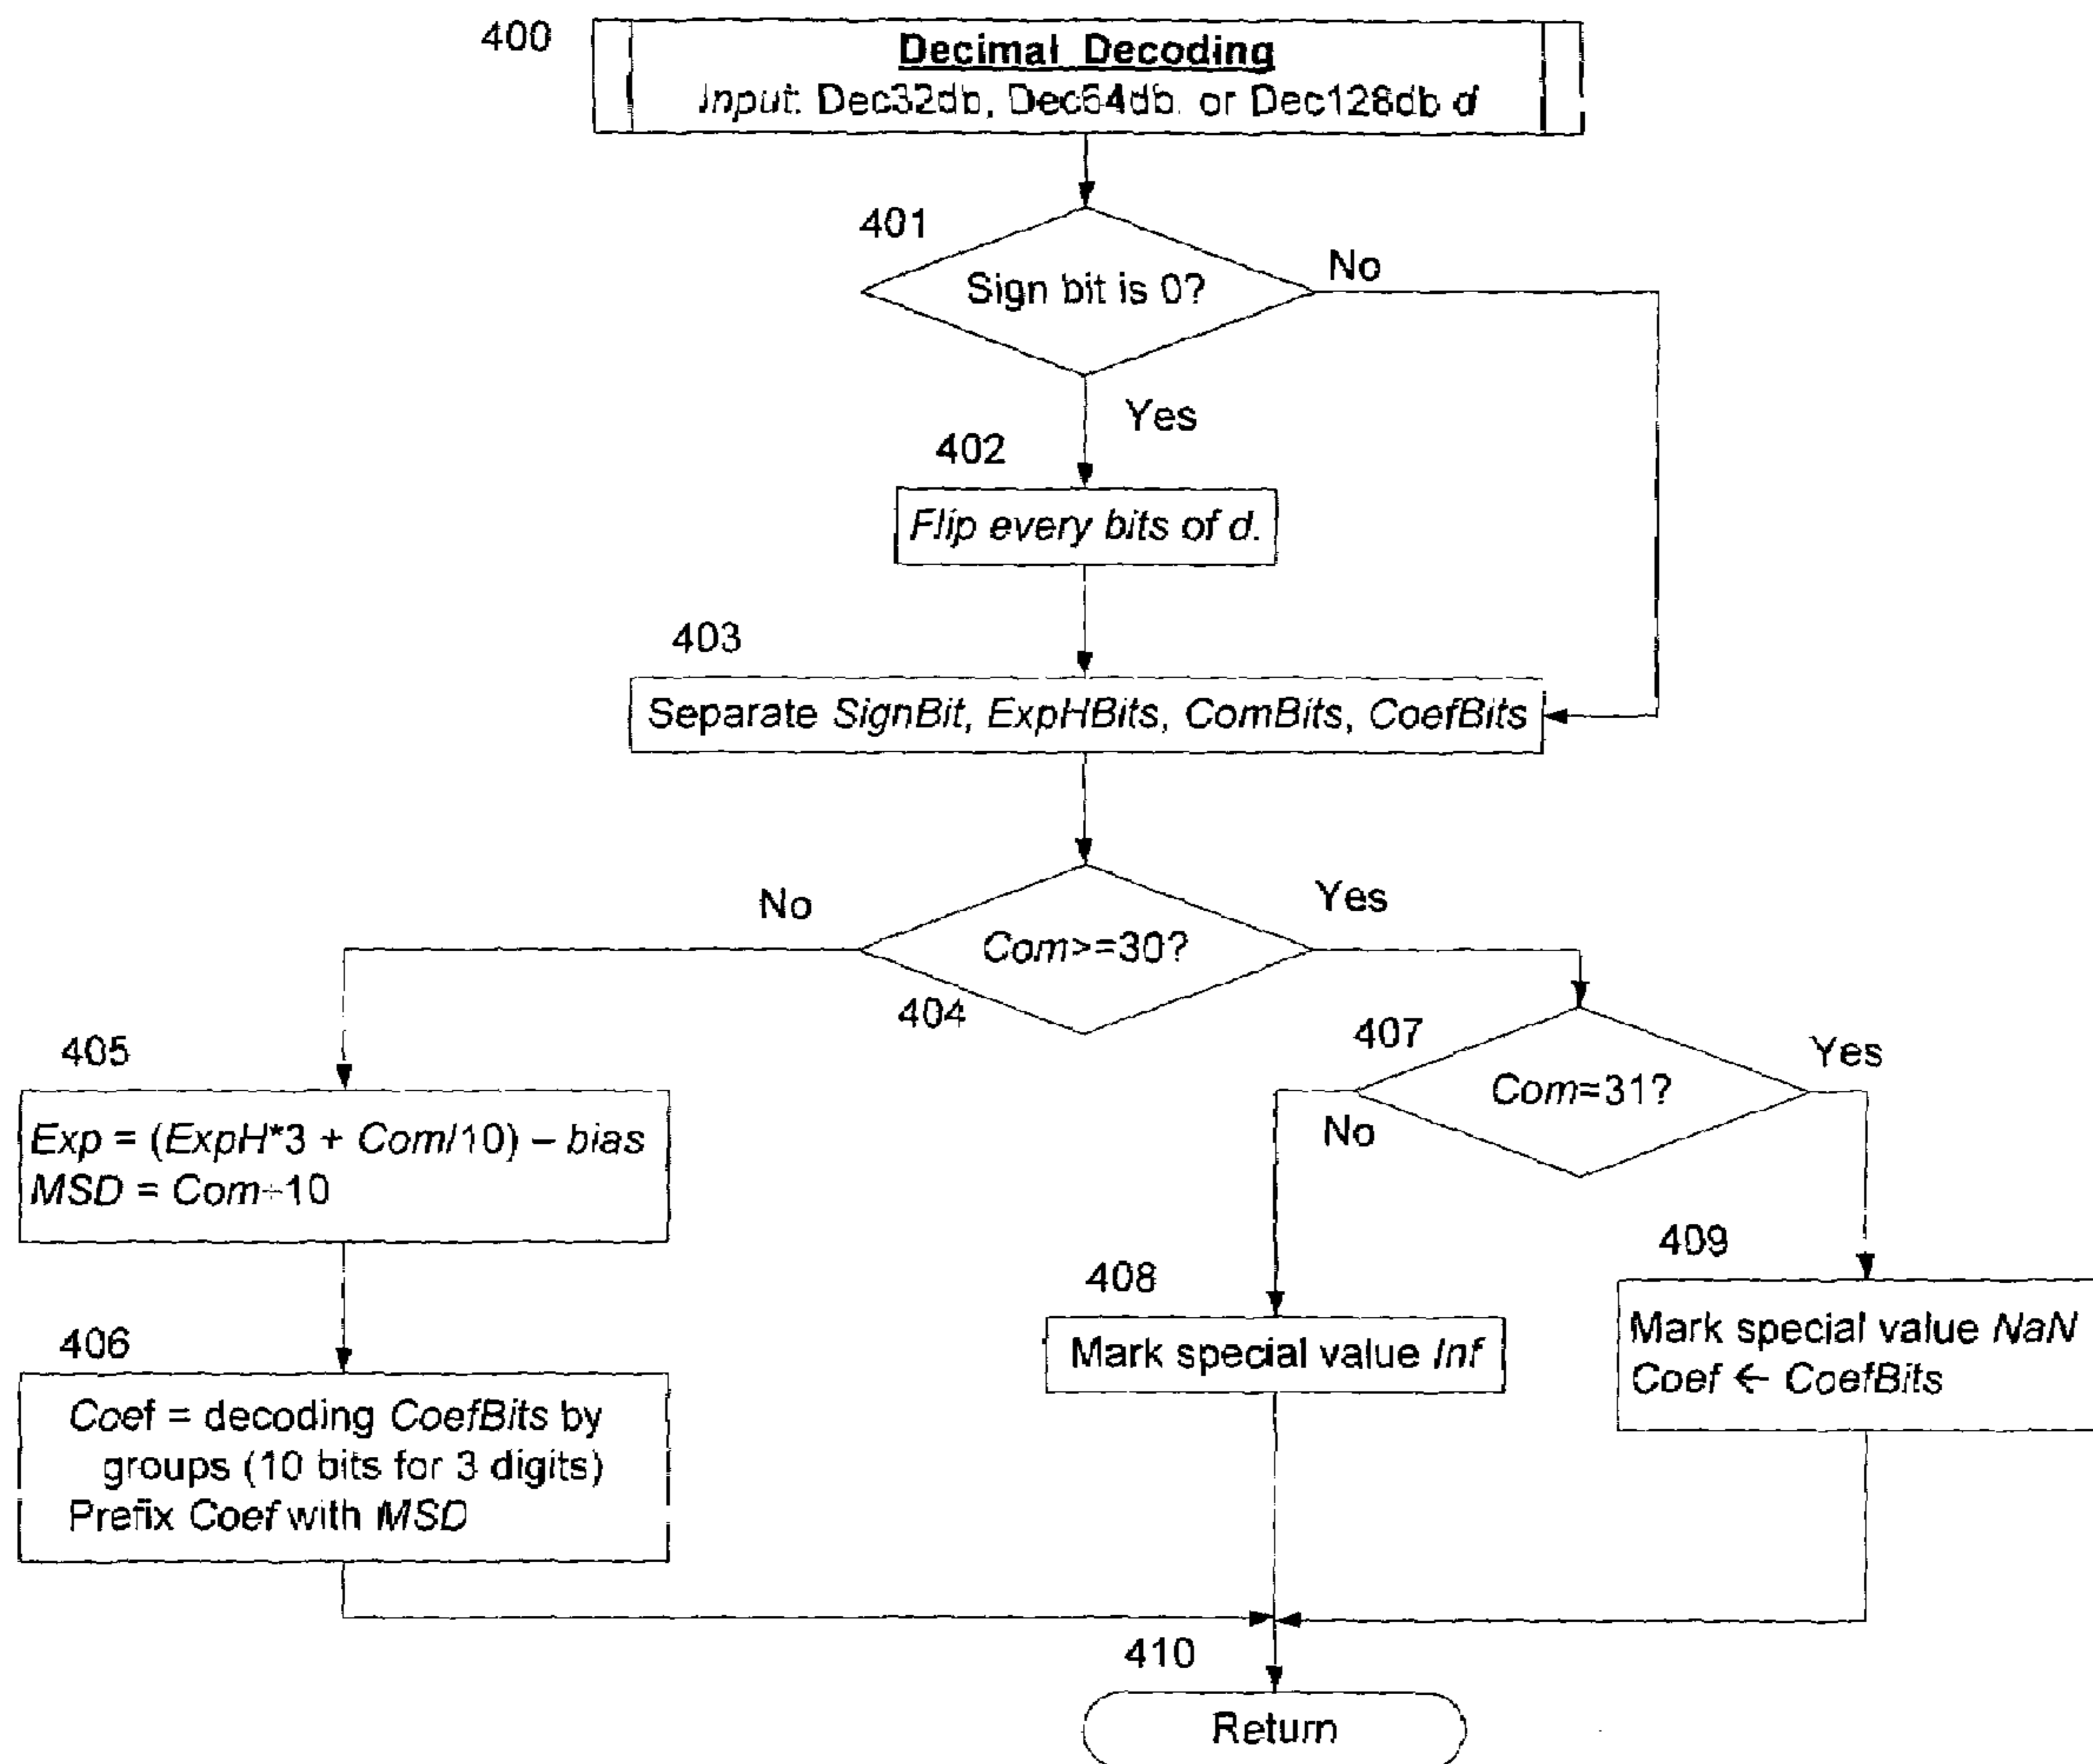 400
Decimal Decoding
Input: Dec32db, Dec64db, or Dec128db d
401
Sign bit is 0?
No
Yes
402
Flip every bits of d.
403
Separate SignBit, ExpHBits, ComBits, CoefBits
No
Yes
Com>=30?
404
405
Exp = (ExpH*3 + Com/10) – bias
MSD = Com÷10
407
Yes
Com=31?
No
406
Coef = decoding CoefBits by
groups (10 bits for 3 digits)
Prefix Coef with MSD
408
Mark special value Inf
409
Mark special value NaN
Coef ← CoefBits
410
Return